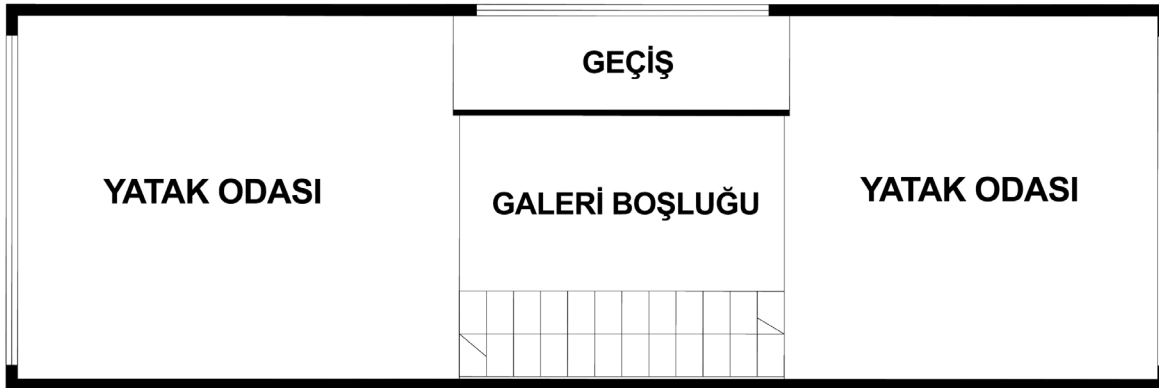 GEÇİŞ
YATAK ODASI
GALERİ BOŞLUĞU
YATAK ODASI